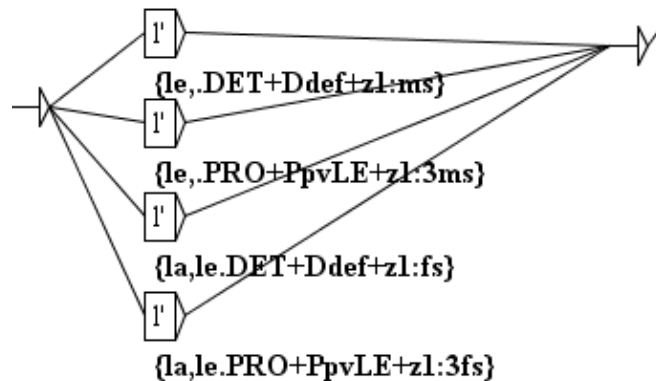 l'
{le,.DET+Ddef+z1:ms}
l'
{le,.PRO+PpvLE+z1:3ms}
l'
{la,le.DET+Ddef+z1:fs}
l'
{la,le.PRO+PpvLE+z1:3fs}